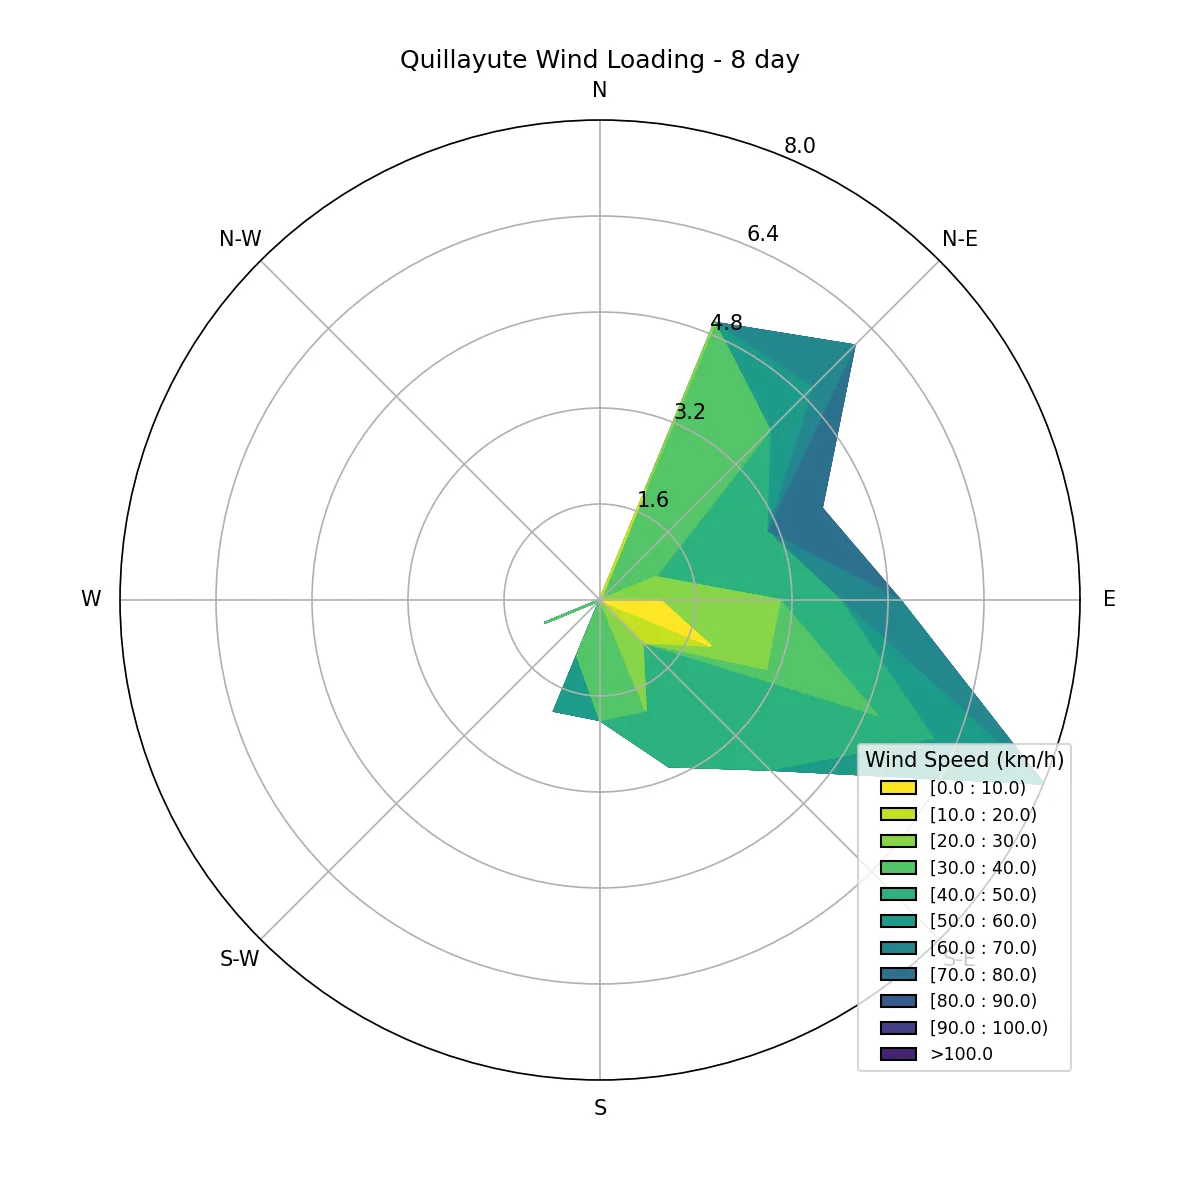 Quillayute Wind Loading - 8 day
N
8.0
N-W
6.4
N-E
4.8
3.2
1.6
W
E
Wind Speed (km/h)
[0.0 : 10.0)
[10.0 : 20.0)
[20.0 : 30.0)
[30.0 : 40.0)
[40.0 : 50.0)
[50.0 : 60.0)
[60.0 : 70.0)
[70.0 : 80.0)
[80.0 : 90.0)
[90.0 : 100.0)
>100.0
S-W
S-E
S